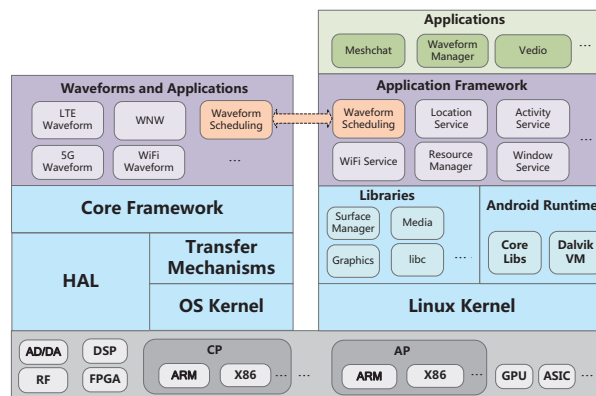 Applications
Meshchat
Waveform
Manager
Vedio
...
Waveforms and Applications
LTE
Waveform
WNW
Waveform
Scheduling
5G
Waveform
WiFi
Waveform
...
Application Framework
Waveform
Scheduling
Location
Service
Activity
Service
WiFi Service
Resource
Manager
Window
Service
...
Core Framework
HAL
Transfer
Mechanisms
OS Kernel
Libraries
Surface
Manager
Media
Graphics
libc
...
Android Runtime
Core
Libs
Dalvik
VM
Linux Kernel
AD/DA
DSP
RF
FPGA
CP
ARM
X86
... ...
AP
ARM
X86
...
GPU
ASIC
...